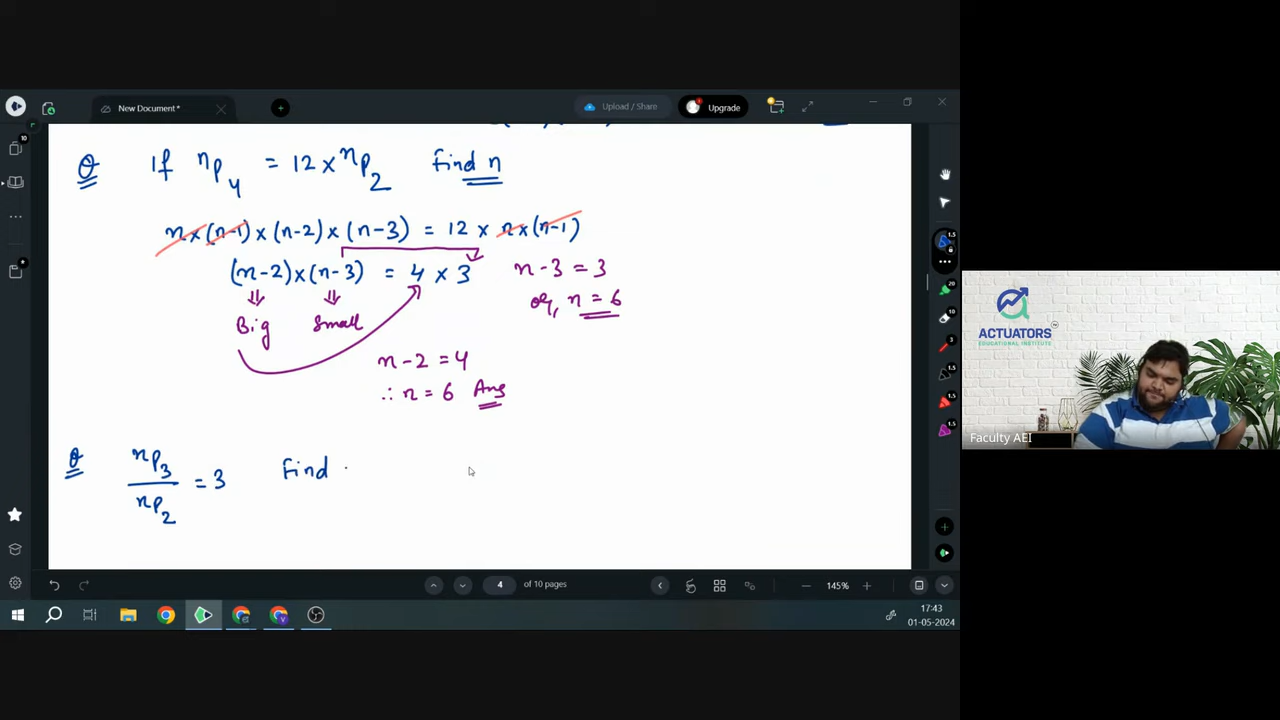 New Document *
Upload / Share
Upgrade
Q If nP4 = 12 × nP2 Find n
n × (n-1) × (n-2) × (n-3) = 12 × n × (n-1)
(n-2) × (n-3) = 4 × 3
n - 3 = 3
or, n = 6
Big Small
n - 2 = 4
∴ n = 6 Ans
Q nP3 / nP2 = 3 Find
4 of 10 pages
145%
17:43
01-05-2024
ACTUATORS
EDUCATIONAL INSTITUTE
Faculty AEI